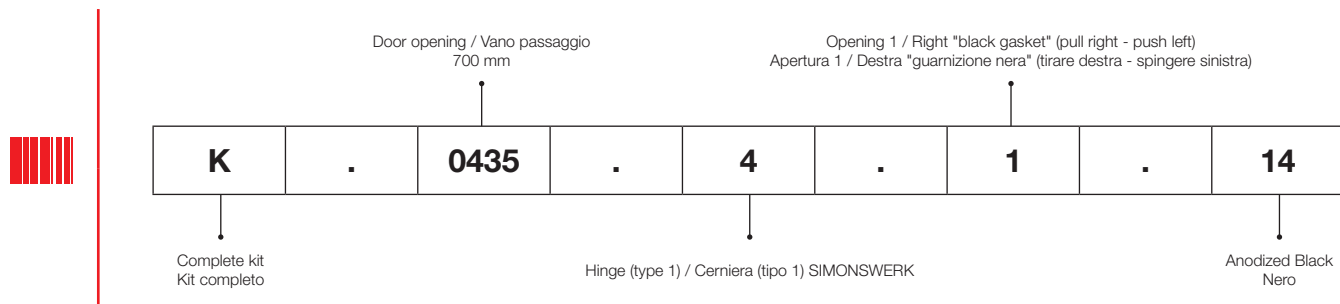 Door opening / Vano passaggio
700 mm
Opening 1 / Right "black gasket" (pull right - push left)
Apertura 1 / Destra "guarnizione nera" (tirare destra - spingere sinistra)
K . 0435 . 4 . 1 . 14
Complete kit
Kit completo
Hinge (type 1) / Cerniera (tipo 1) SIMONSWERK
Anodized Black
Nero